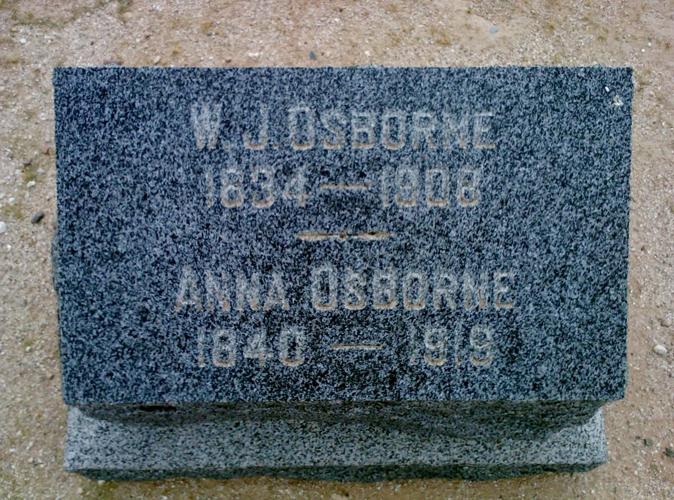 W. J. OSBORNE
1834 — 1908
ANNA OSBORNE
1840 — 1919